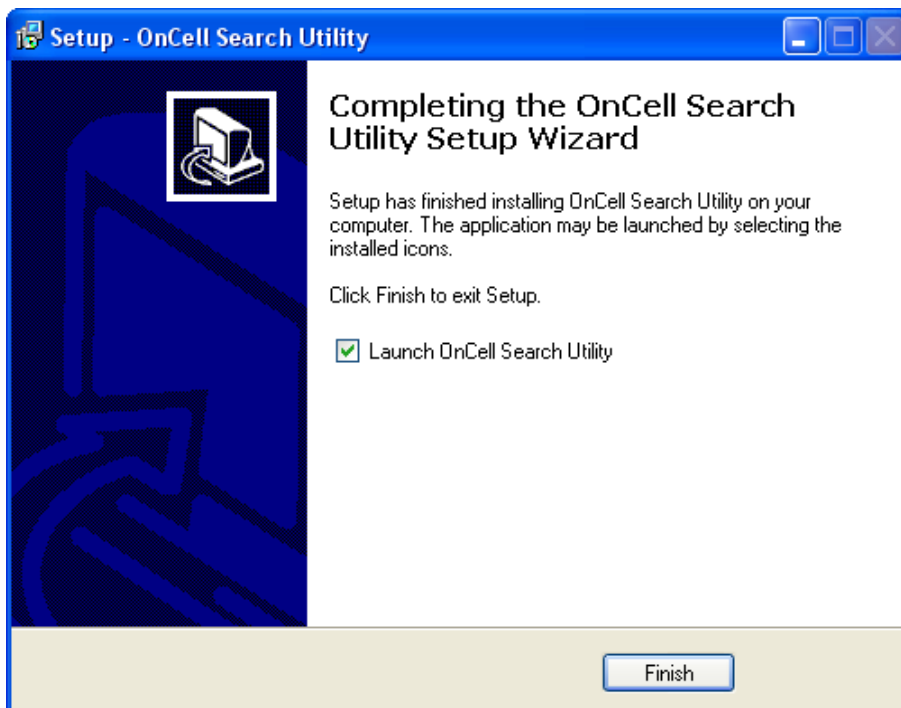 Setup - OnCell Search Utility
Completing the OnCell Search
Utility Setup Wizard
Setup has finished installing OnCell Search Utility on your
computer. The application may be launched by selecting the
installed icons.
Click Finish to exit Setup.
Launch OnCell Search Utility
Finish